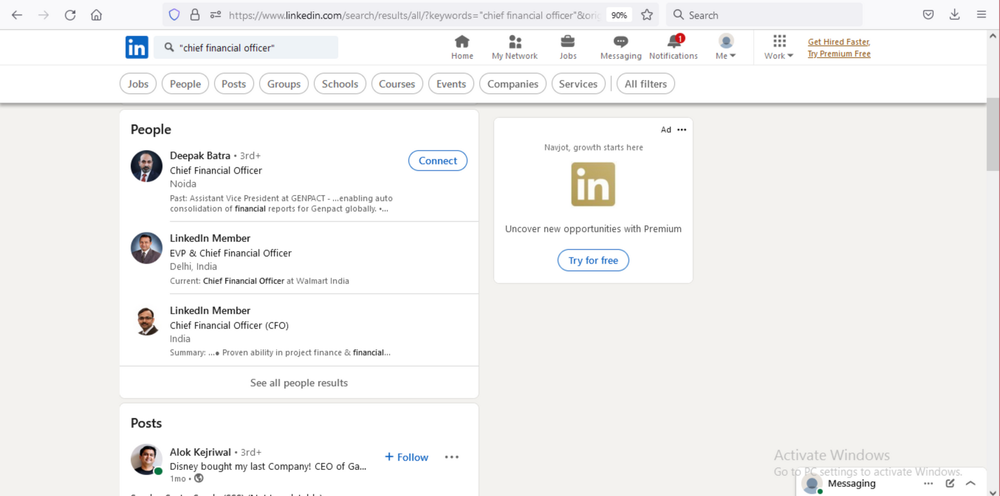 https://www.linkedin.com/search/results/all/?keywords="chief financial officer"&orig
90%
Search
in
"chief financial officer"
Home
My Network
Jobs
Messaging
1
Notifications
Me
Work
Get Hired Faster,
Try Premium Free
Jobs
People
Posts
Groups
Schools
Courses
Events
Companies
Services
All filters
People
Deepak Batra • 3rd+
Chief Financial Officer
Noida
Past: Assistant Vice President at GENPACT - ...enabling auto
consolidation of financial reports for Genpact globally. •...
Connect
LinkedIn Member
EVP & Chief Financial Officer
Delhi, India
Current: Chief Financial Officer at Walmart India
LinkedIn Member
Chief Financial Officer (CFO)
India
Summary: ...● Proven ability in project finance & financial...
See all people results
Ad •••
Navjot, growth starts here
in
Uncover new opportunities with Premium
Try for free
Posts
Alok Kejriwal • 3rd+
Disney bought my last Company! CEO of Ga...
1mo •
+ Follow
Activate Windows
Go to PC settings to activate Windows.
Messaging